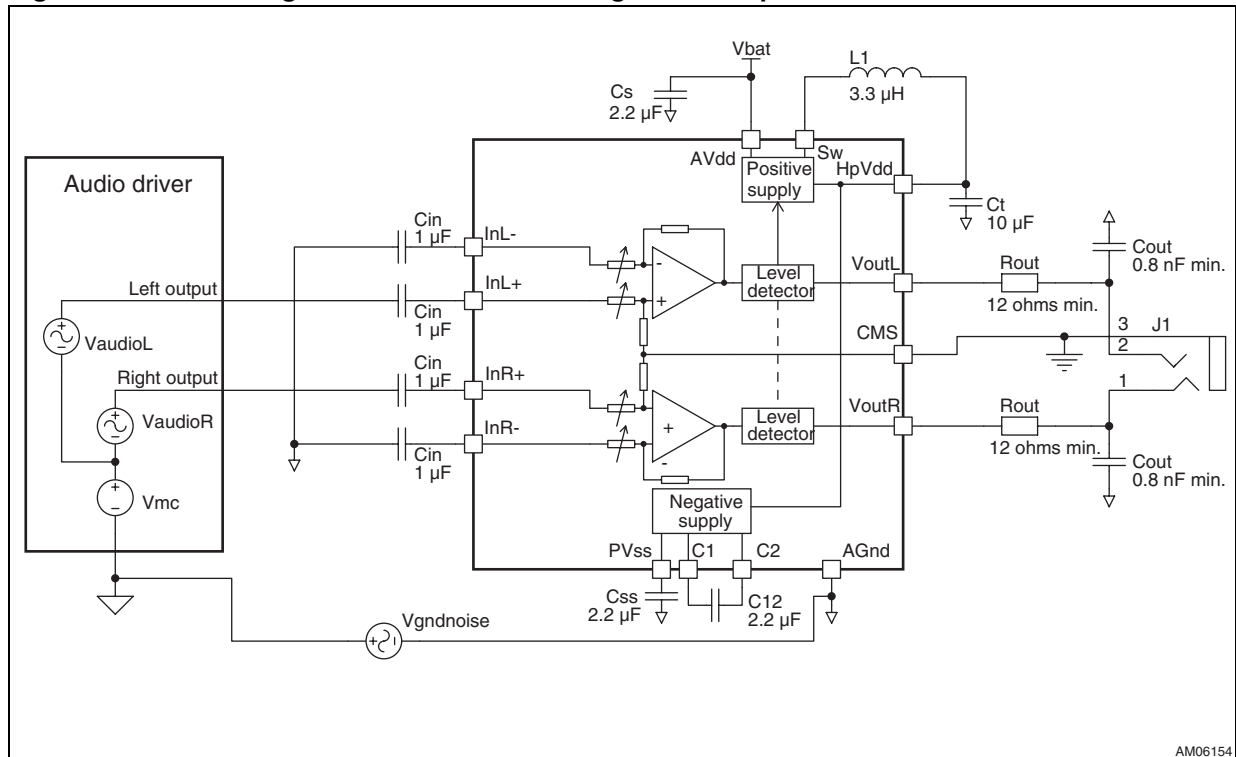 Vbat
L1
3.3 µH
Cs
2.2 µF
AVdd
Sw
HpVdd
Positive
supply
Ct
10 µF
Audio driver
Cin
1 µF
InL-
-
Level
detector
VoutL
Rout
12 ohms min.
Cout
0.8 nF min.
Left output
Cin
1 µF
InL+
+
VaudioL
+
-
CMS
3
J1
2
1
Right output
Cin
1 µF
InR+
VaudioR
+
-
+
-
Level
detector
VoutR
Rout
12 ohms min.
Cout
0.8 nF min.
Cin
1 µF
InR-
Vmc
+
-
Negative
supply
PVss
C1
C2
AGnd
Css
2.2 µF
C12
2.2 µF
Vgndnoise
+
-
AM06154